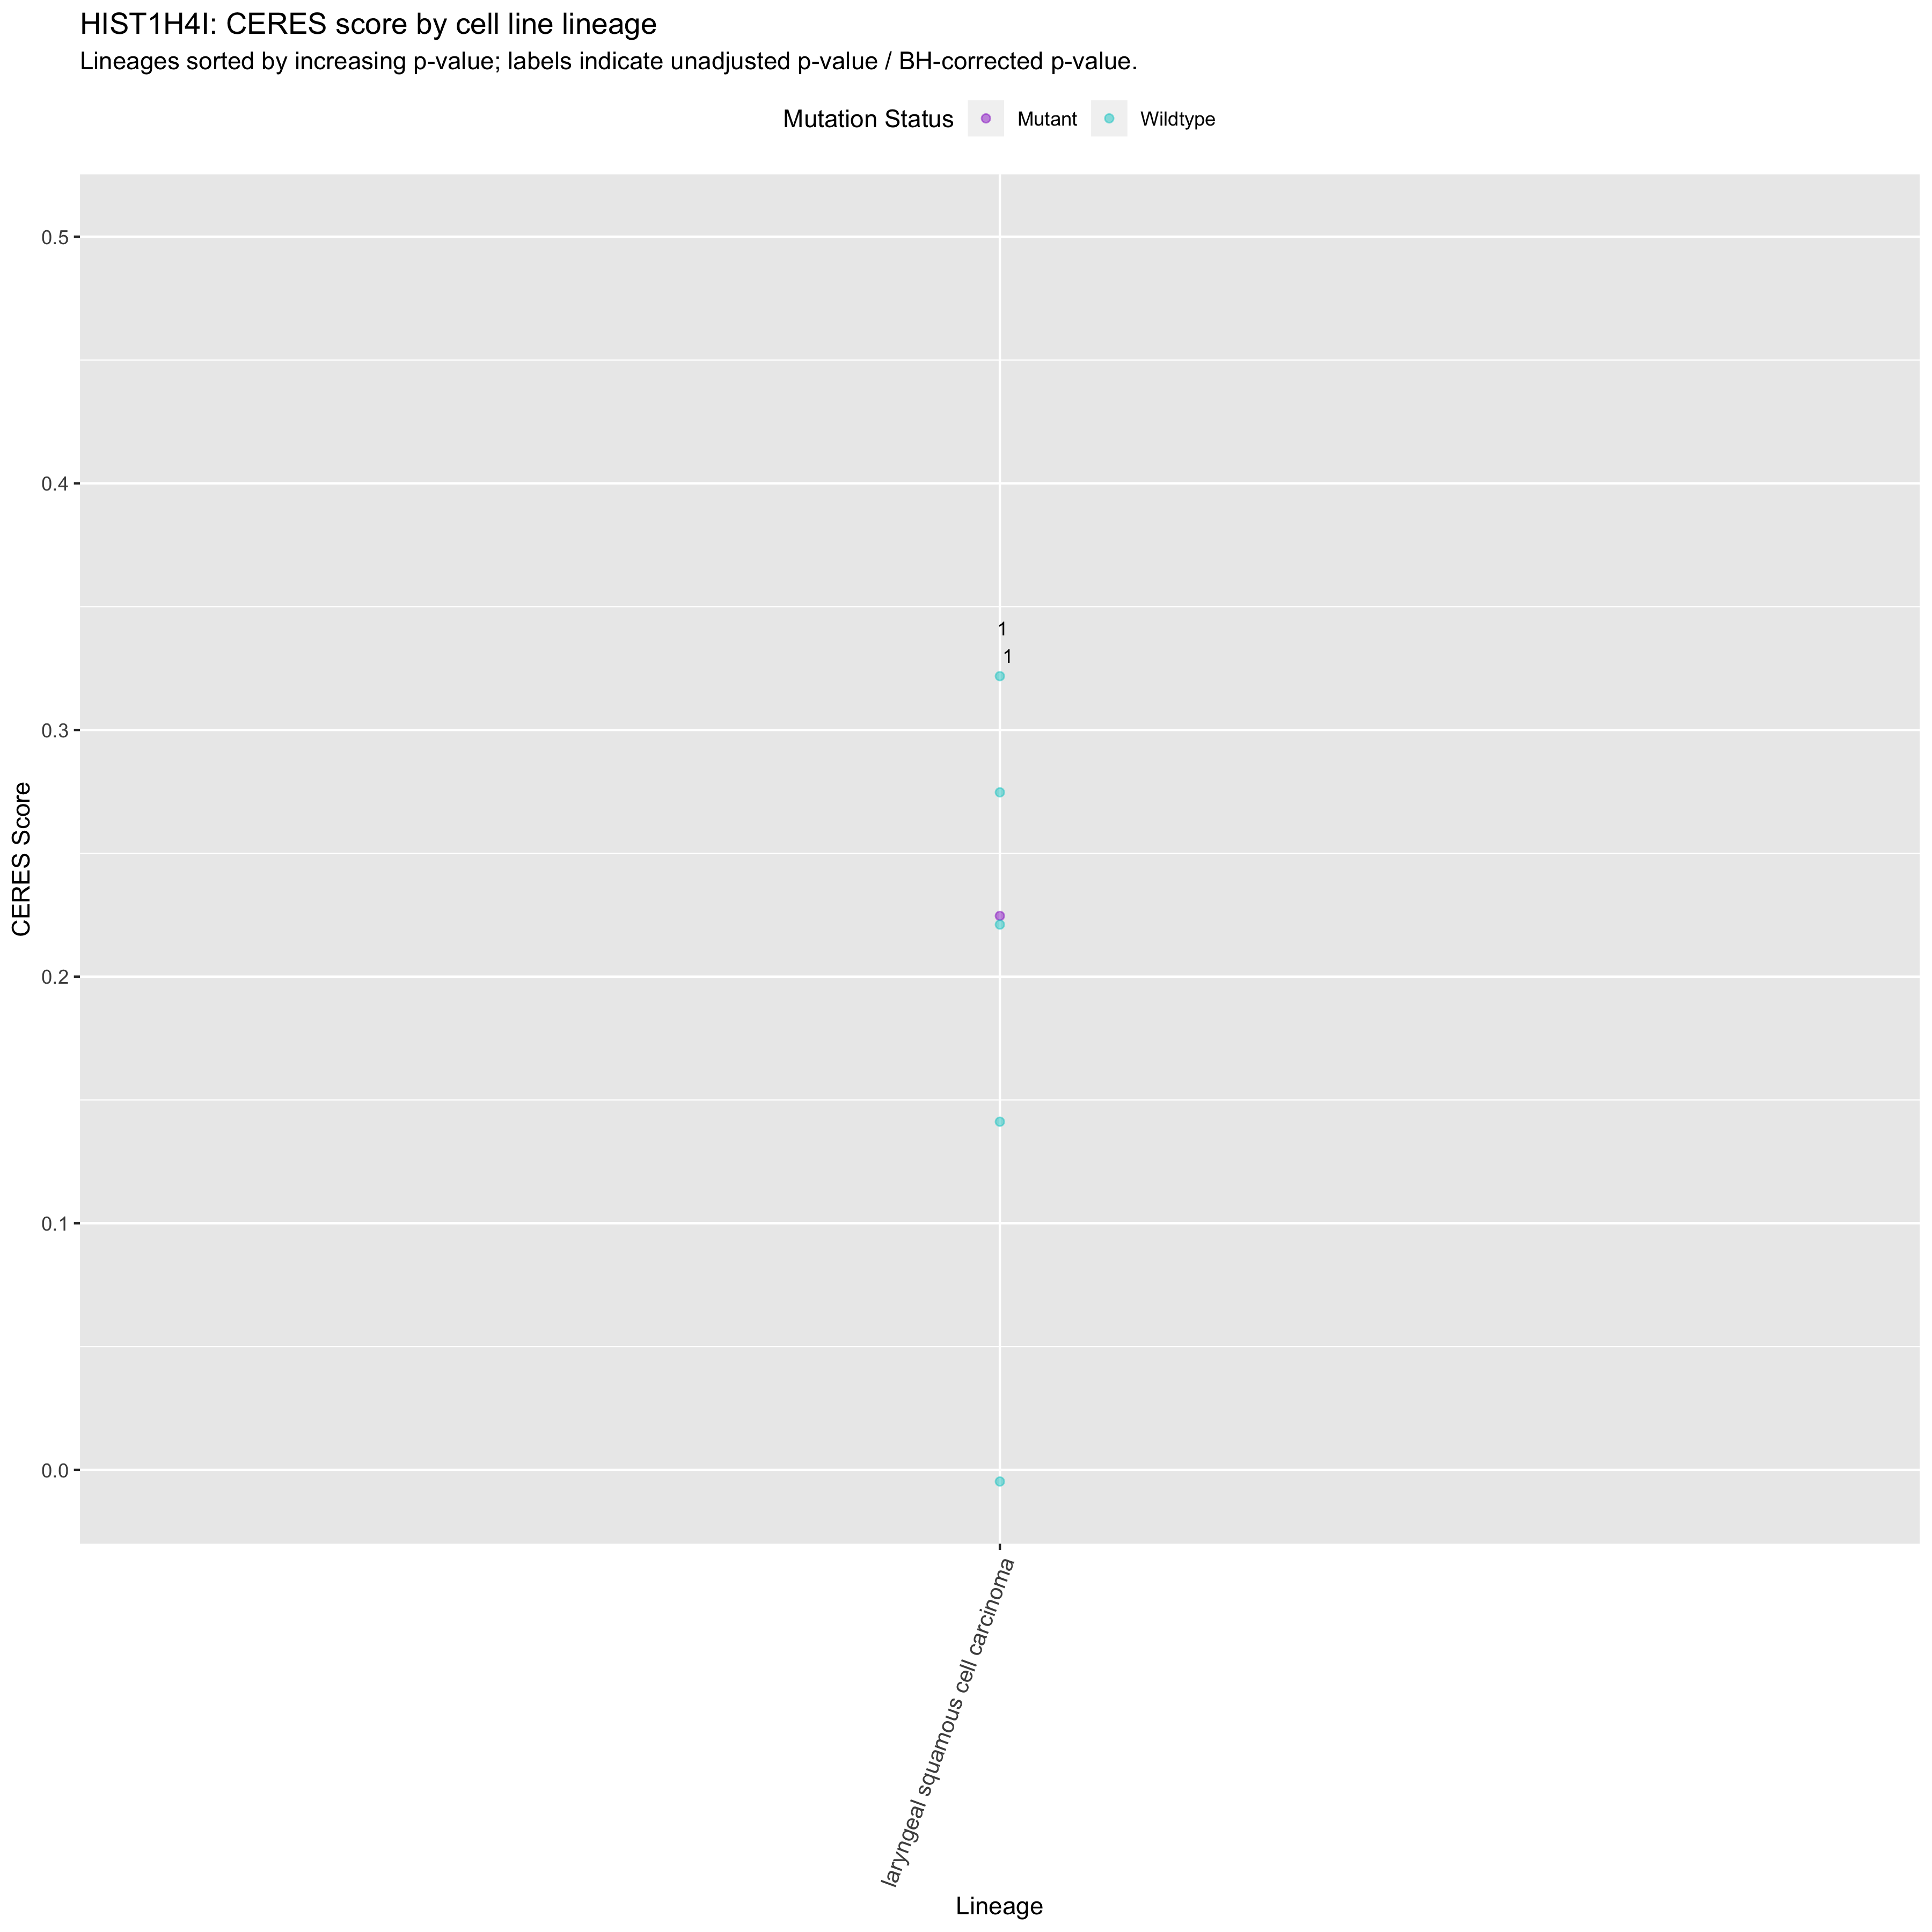 HIST1H4I: CERES score by cell line lineage
Lineages sorted by increasing p-value; labels indicate unadjusted p-value / BH-corrected p-value.
Mutation Status Mutant Wildtype
0.5
0.4
1
1
0.3
CERES Score
0.2
0.1
0.0
laryngeal squamous cell carcinoma
Lineage